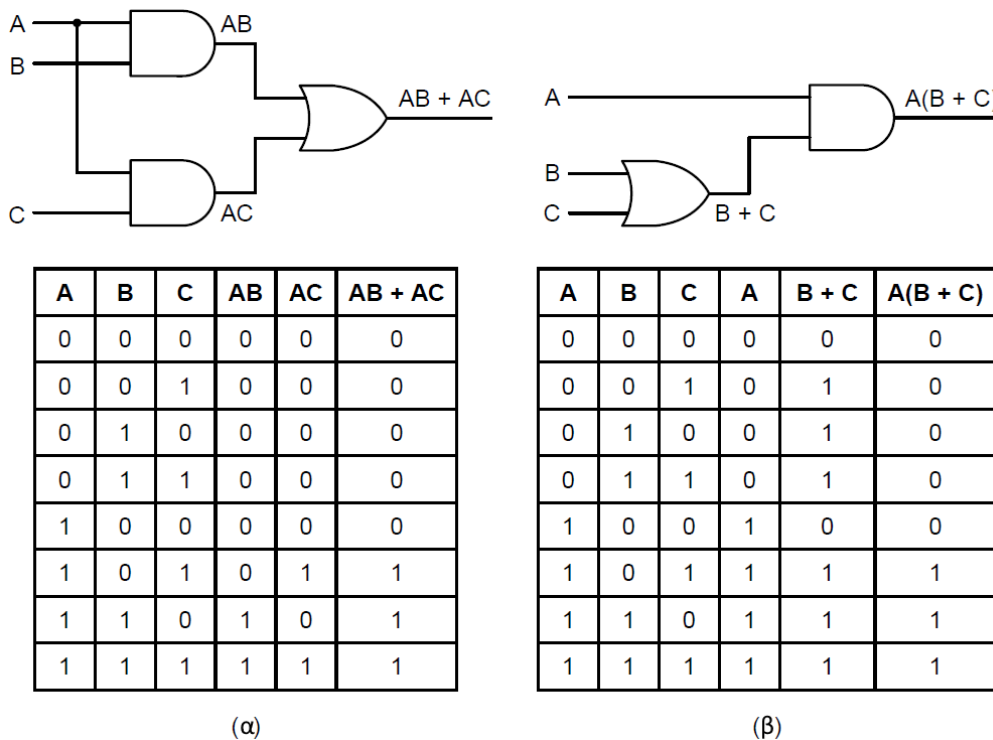 A
AB
B
AB + AC
C
AC
A
A(B + C)
B
C
B + C
A B C AB AC AB + AC
0 0 0 0 0 0
0 0 1 0 0 0
0 1 0 0 0 0
0 1 1 0 0 0
1 0 0 0 0 0
1 0 1 0 1 1
1 1 0 1 0 1
1 1 1 1 1 1
(α)
A B C A B + C A(B + C)
0 0 0 0 0 0
0 0 1 0 1 0
0 1 0 0 1 0
0 1 1 0 1 0
1 0 0 1 0 0
1 0 1 1 1 1
1 1 0 1 1 1
1 1 1 1 1 1
(β)